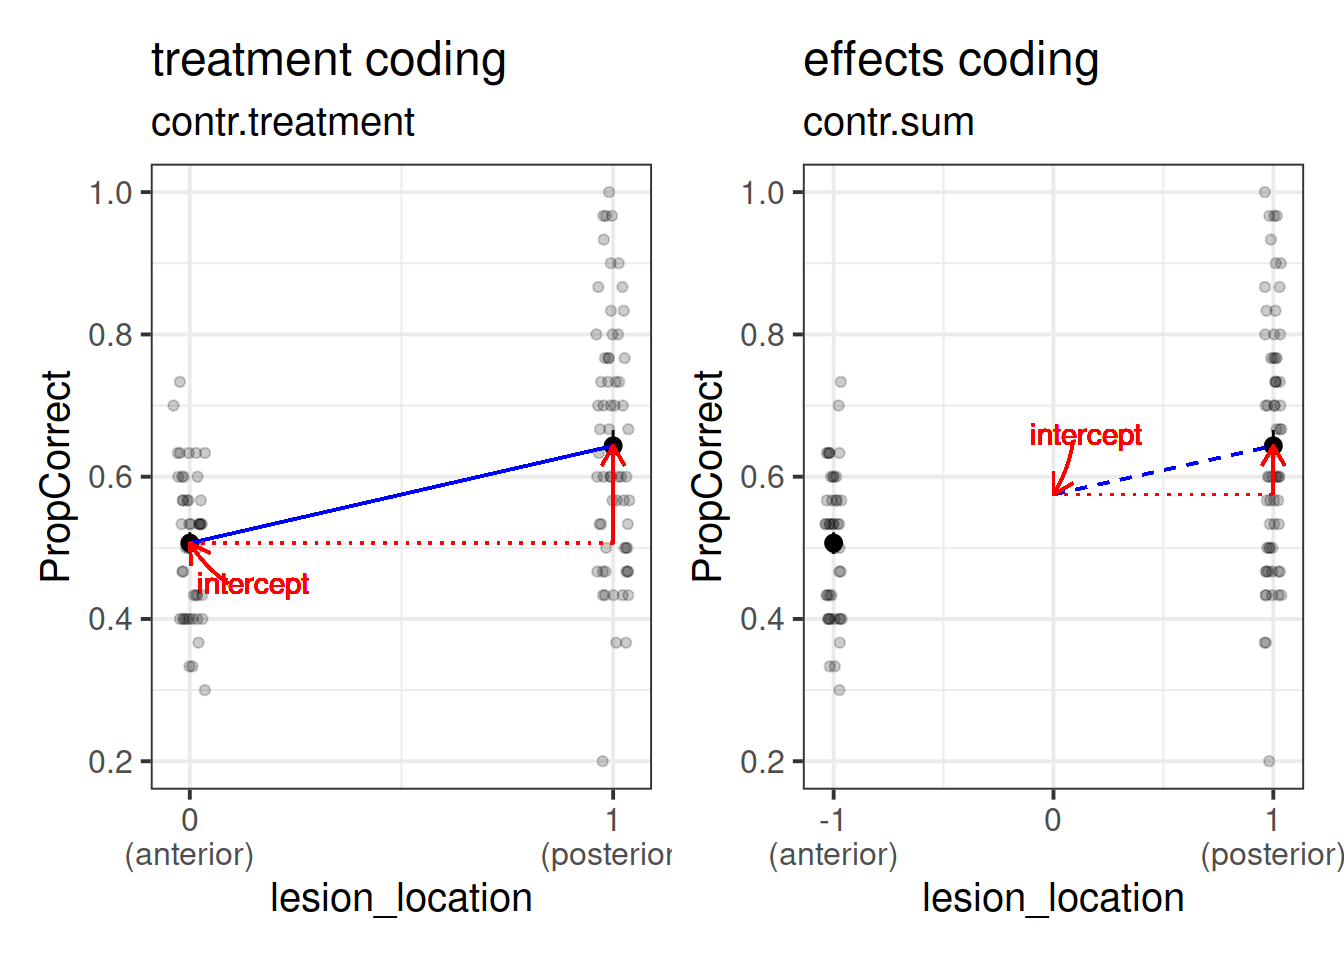 treatment coding
contr.treatment
PropCorrect
1.0
0.8
0.6
0.4
0.2
intercept
0
1
(anterior)
(posterior
lesion_location
effects coding
contr.sum
PropCorrect
1.0
0.8
0.6
0.4
0.2
intercept
-1
0
1
(anterior)
(posterior)
lesion_location